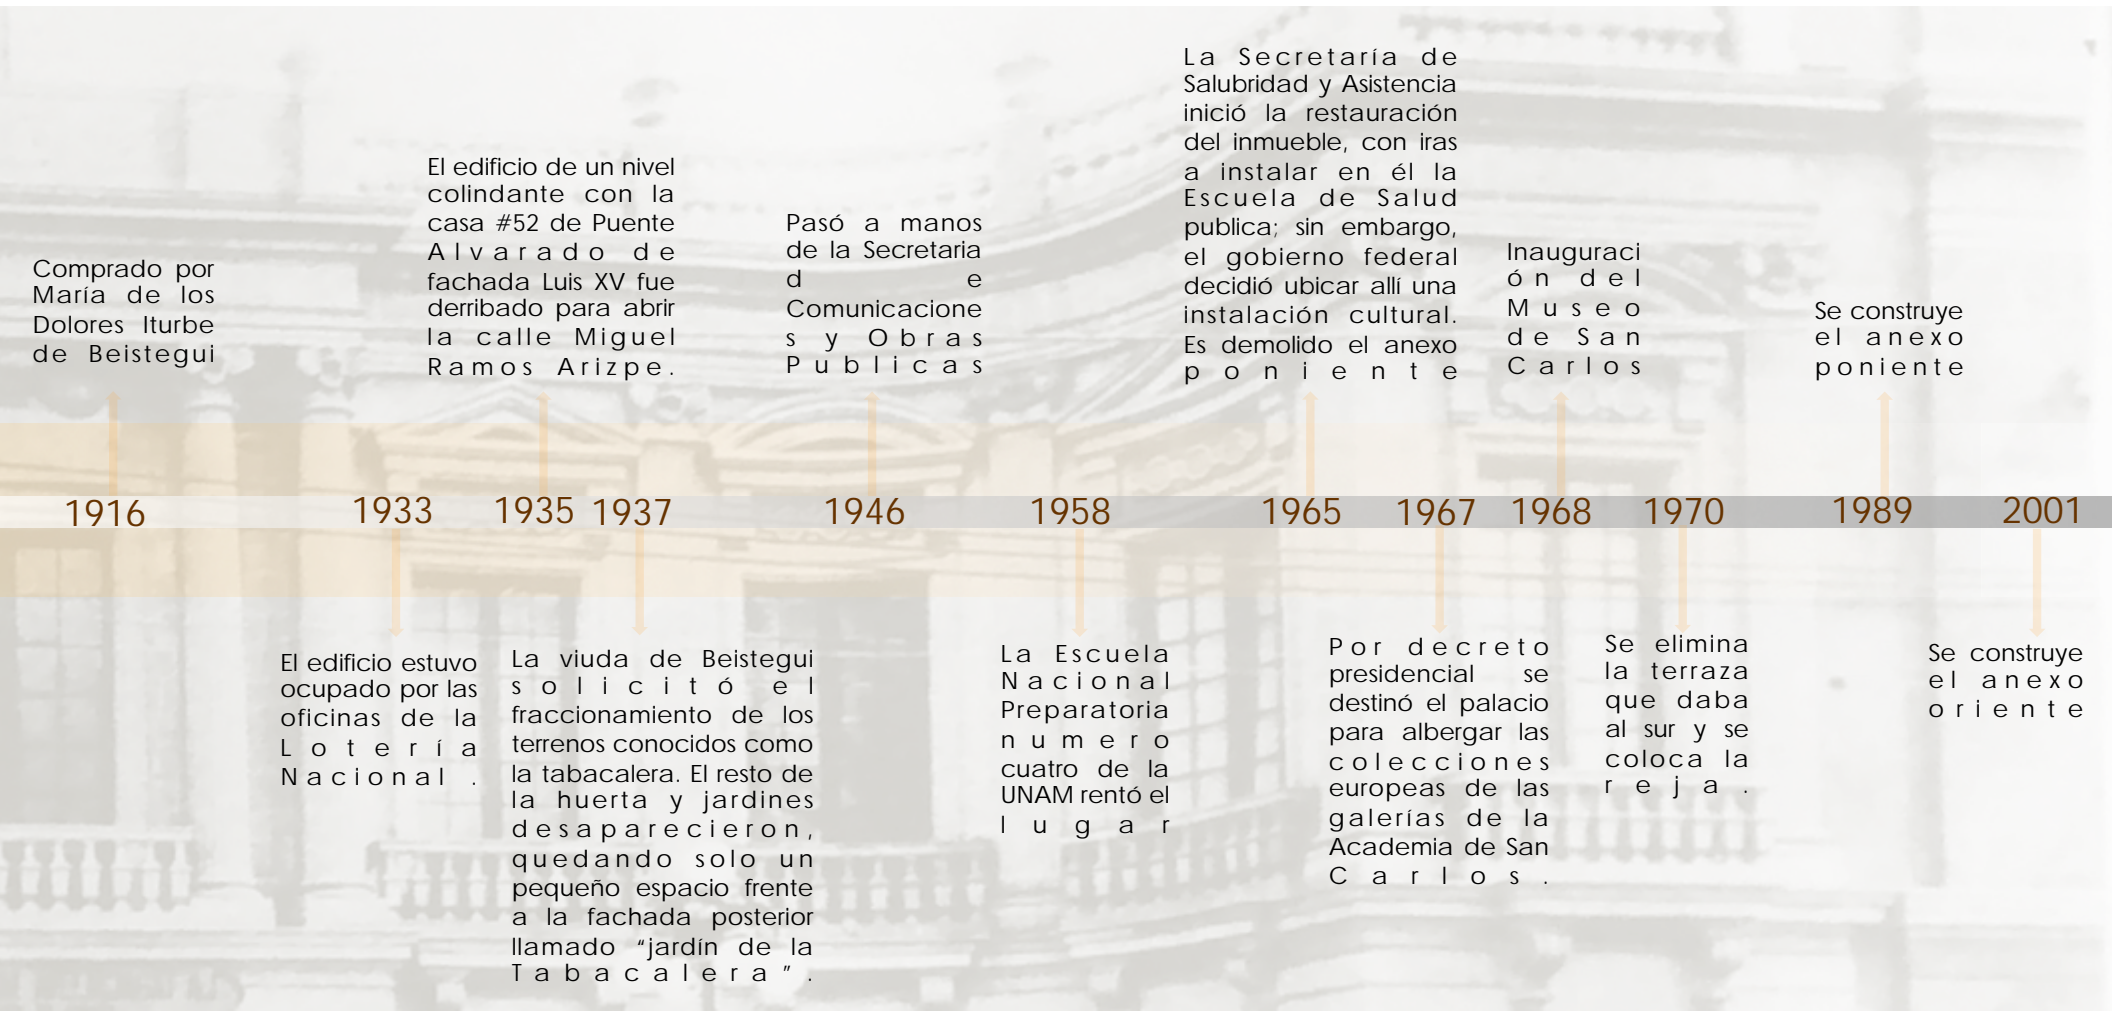 Comprado por
María de los
Dolores Iturbe
de Beistegui
El edificio de un nivel
colindante con la
casa #52 de Puente
Alvarado de
fachada Luis XV fue
derribado para abrir
la calle Miguel
Ramos Arizpe.
Pasó a manos
de la Secretaria
de
Comunicacione
s y Obras
Publicas
La Secretaría de
Salubridad y Asistencia
inició la restauración
del inmueble, con iras
a instalar en él la
Escuela de Salud
publica; sin embargo,
el gobierno federal
decidió ubicar allí una
instalación cultural.
Es demolido el anexo
poniente
Inauguraci
ón del
Museo
de San
Carlos
Se construye
el anexo
poniente
1916 1933 1935 1937 1946 1958 1965 1967 1968 1970 1989 2001
El edificio estuvo
ocupado por las
oficinas de la
Lotería
Nacional.
La viuda de Beistegui
solicitó el
fraccionamiento de los
terrenos conocidos como
la tabacalera. El resto de
la huerta y jardines
desaparecieron,
quedando solo un
pequeño espacio frente
a la fachada posterior
llamado “jardín de la
Tabacalera”.
La Escuela
Nacional
Preparatoria
numero
cuatro de la
UNAM rentó el
lugar
Por decreto
presidencial se
destinó el palacio
para albergar las
colecciones
europeas de las
galerías de la
Academia de San
Carlos.
Se elimina
la terraza
que daba
al sur y se
coloca la
reja.
Se construye
el anexo
oriente